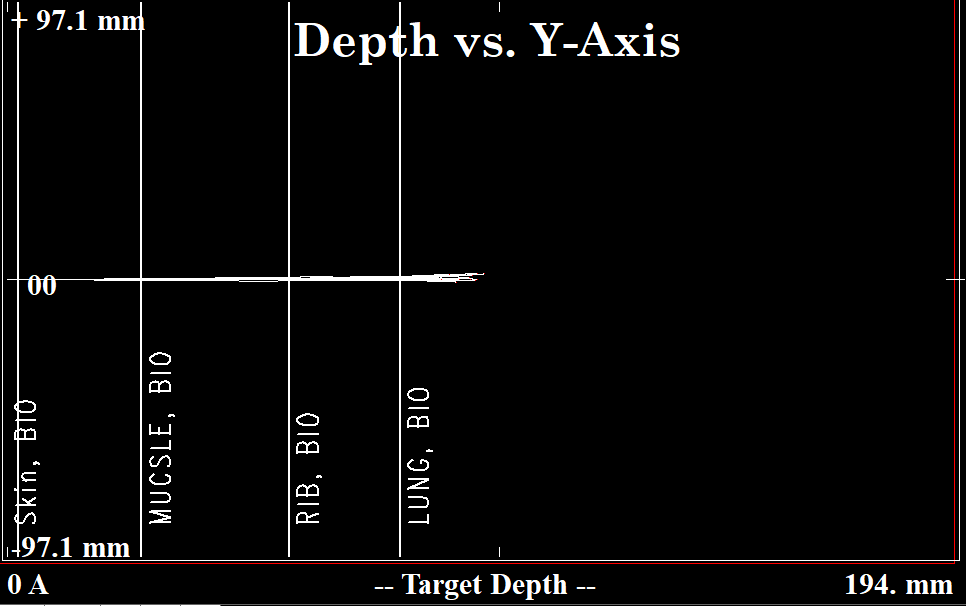 + 97.1 mm
Depth vs. Y-Axis
00
Skin, BIO
MUCSLE, BIO
RIB, BIO
LUNG, BIO
-97.1 mm
0 A
-- Target Depth --
194. mm